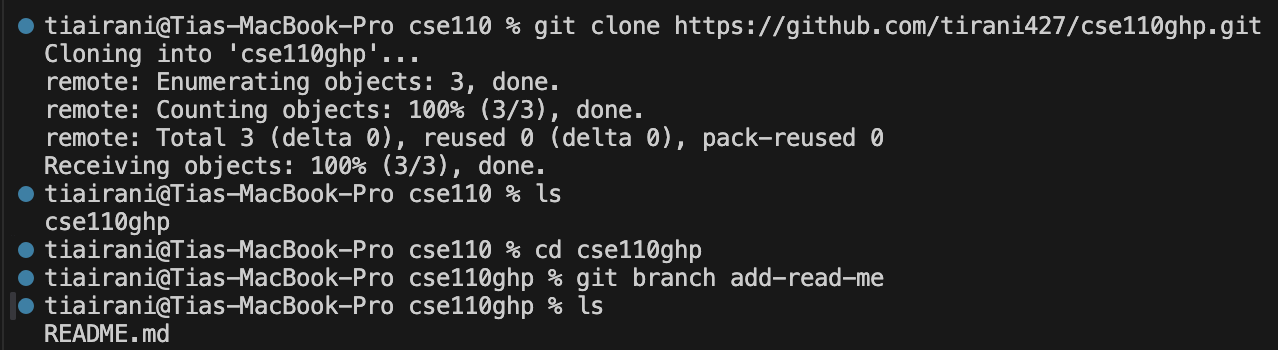 tiairani@Tias-MacBook-Pro cse110 % git clone https://github.com/tirani427/cse110ghp.git
Cloning into 'cse110ghp'...
remote: Enumerating objects: 3, done.
remote: Counting objects: 100% (3/3), done.
remote: Total 3 (delta 0), reused 0 (delta 0), pack-reused 0
Receiving objects: 100% (3/3), done.
tiairani@Tias-MacBook-Pro cse110 % ls
cse110ghp
tiairani@Tias-MacBook-Pro cse110 % cd cse110ghp
tiairani@Tias-MacBook-Pro cse110ghp % git branch add-read-me
tiairani@Tias-MacBook-Pro cse110ghp % ls
README.md